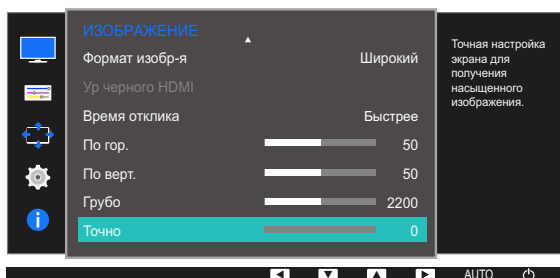 ИЗОБРАЖЕНИЕ
Формат изобр-я Широкий
Ур черного HDMI
Время отклика Быстрее
По гор. 50
По верт. 50
Грубо 2200
Точно 0
Точная настройка
экрана для
получения
насыщенного
изображения.
AUTO